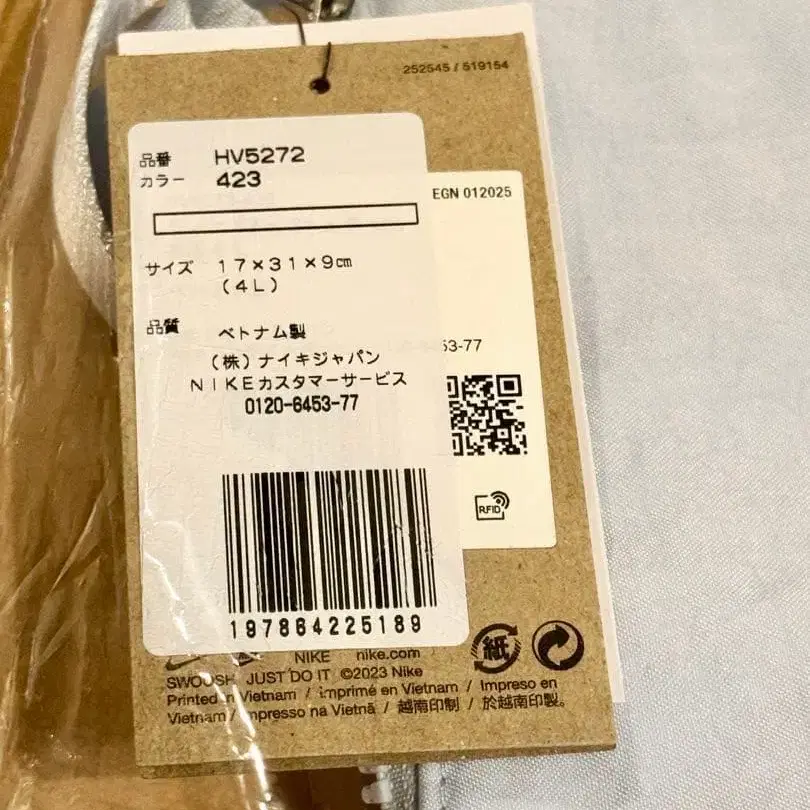 252545 / 519154
品番 HV5272
カラー 423
EGN 012025
サイズ 17×31×9cm
(4L)
品質 ベトナム製
(株)ナイキジャパン
NIKEカスタマーサービス
0120-6453-77
53-77
RFID
197864225189
紙
NIKE nike.com
SWOOSH JUST DO IT ©2023 Nike
Printed in Vietnam / imprimé en Vietnam / Impreso en
Vietnam / Impresso na Vietnã / 越南印制 / 於越南印製。